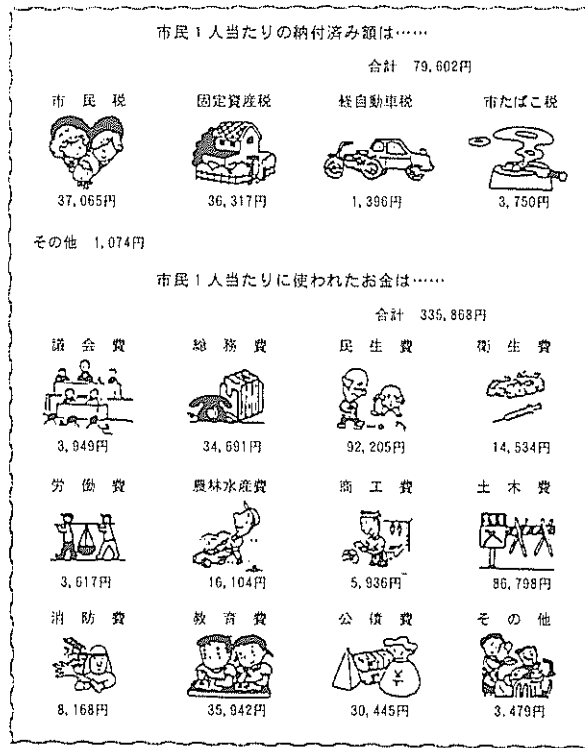 市民1人当たりの納付済み額は……
合計 79,602円
市民税 固定資産税 軽自動車税 市たばこ税
37,065円 36,317円 1,396円 3,750円
その他 1,074円
市民1人当たりに使われたお金は……
合計 335,868円
議会費 総務費 民生費 衛生費
3,949円 34,691円 92,205円 14,534円
労働費 農林水産費 商工費 土木費
3,617円 16,104円 5,936円 86,798円
消防費 教育費 公債費 その他
¥
8,168円 35,942円 30,445円 3,479円